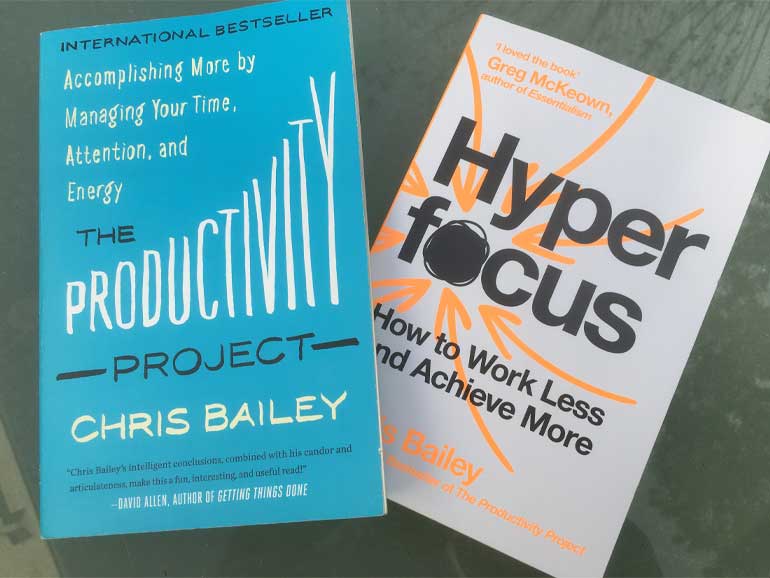 INTERNATIONAL BESTSELLER
Accomplishing More by
Managing Your Time,
Attention, and
Energy
THE
PRODUCTIVITY
PROJECT
CHRIS BAILEY
“Chris Bailey's intelligent conclusions, combined with his candor and
articulateness, make this a fun, interesting, and useful read!”
—DAVID ALLEN, AUTHOR OF GETTING THINGS DONE
‘I loved the book’
Greg McKeown,
author of Essentialism
Hyper
focus
How to Work Less
nd Achieve More
is Bailey
bestseller of The Productivity Project